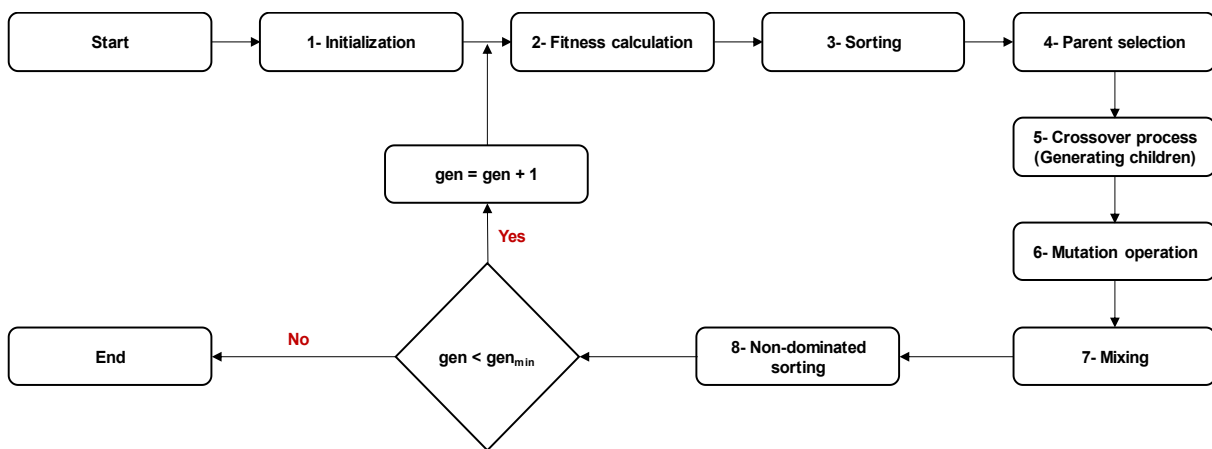 Start
1- Initialization
2- Fitness calculation
3- Sorting
4- Parent selection
5- Crossover process
(Generating children)
6- Mutation operation
7- Mixing
8- Non-dominated
sorting
gen < genmin
Yes
gen = gen + 1
No
End